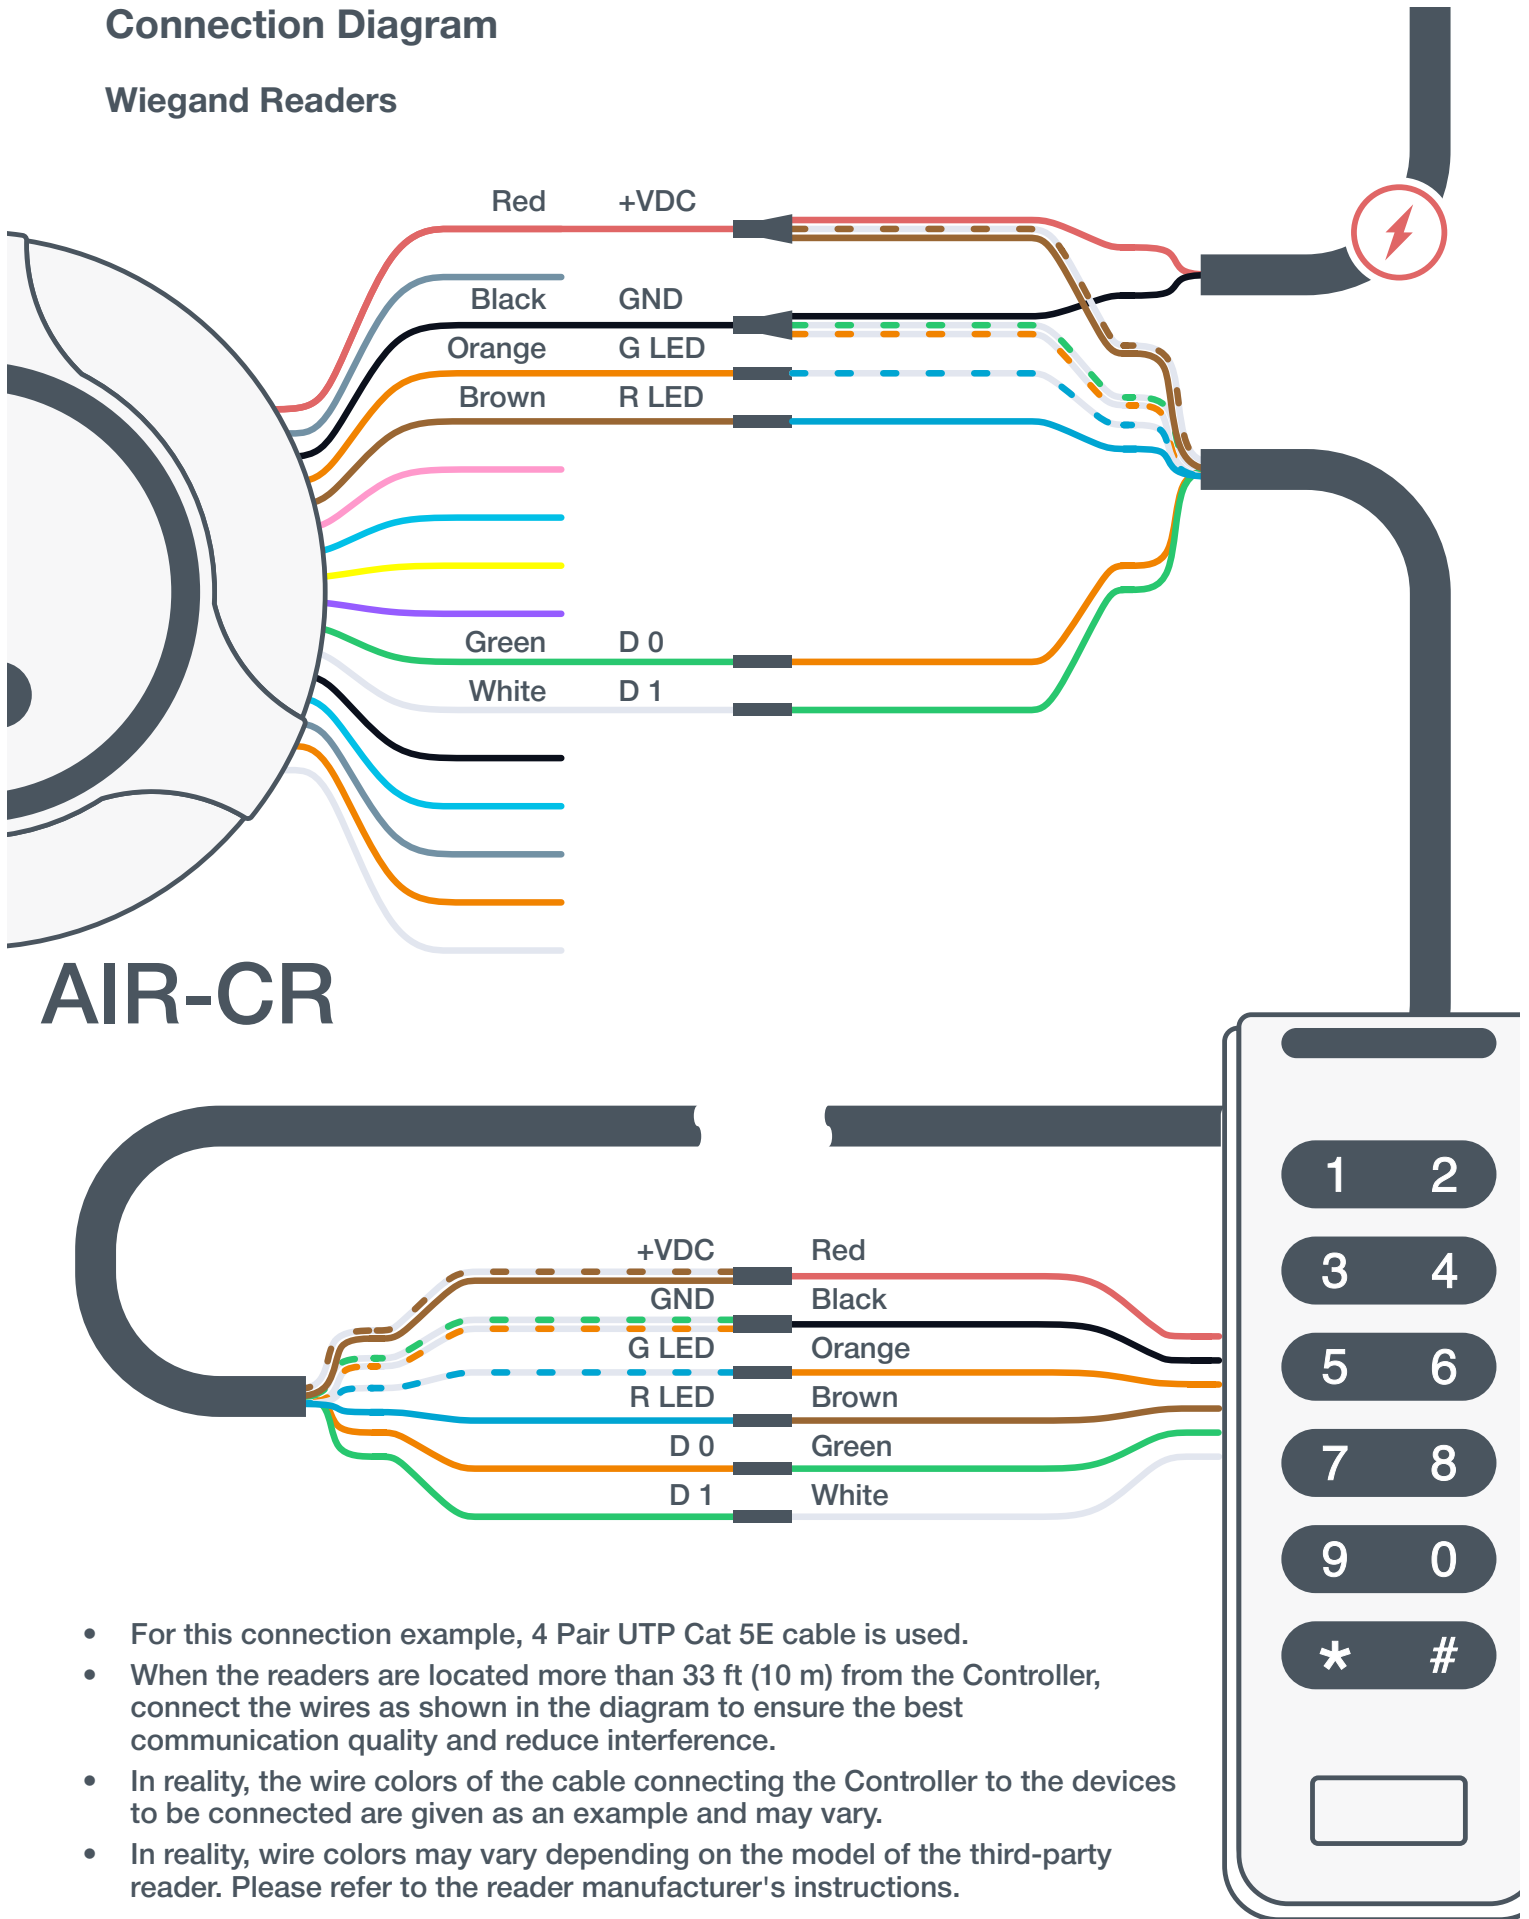 Connection Diagram
Wiegand Readers
Red +VDC
Black GND
Orange G LED
Brown R LED
Green D 0
White D 1
AIR-CR
+VDC Red
GND Black
G LED Orange
R LED Brown
D 0 Green
D 1 White
1 2
3 4
5 6
7 8
9 0
* #
• For this connection example, 4 Pair UTP Cat 5E cable is used.
• When the readers are located more than 33 ft (10 m) from the Controller,
connect the wires as shown in the diagram to ensure the best
communication quality and reduce interference.
• In reality, the wire colors of the cable connecting the Controller to the devices
to be connected are given as an example and may vary.
• In reality, wire colors may vary depending on the model of the third-party
reader. Please refer to the reader manufacturer's instructions.